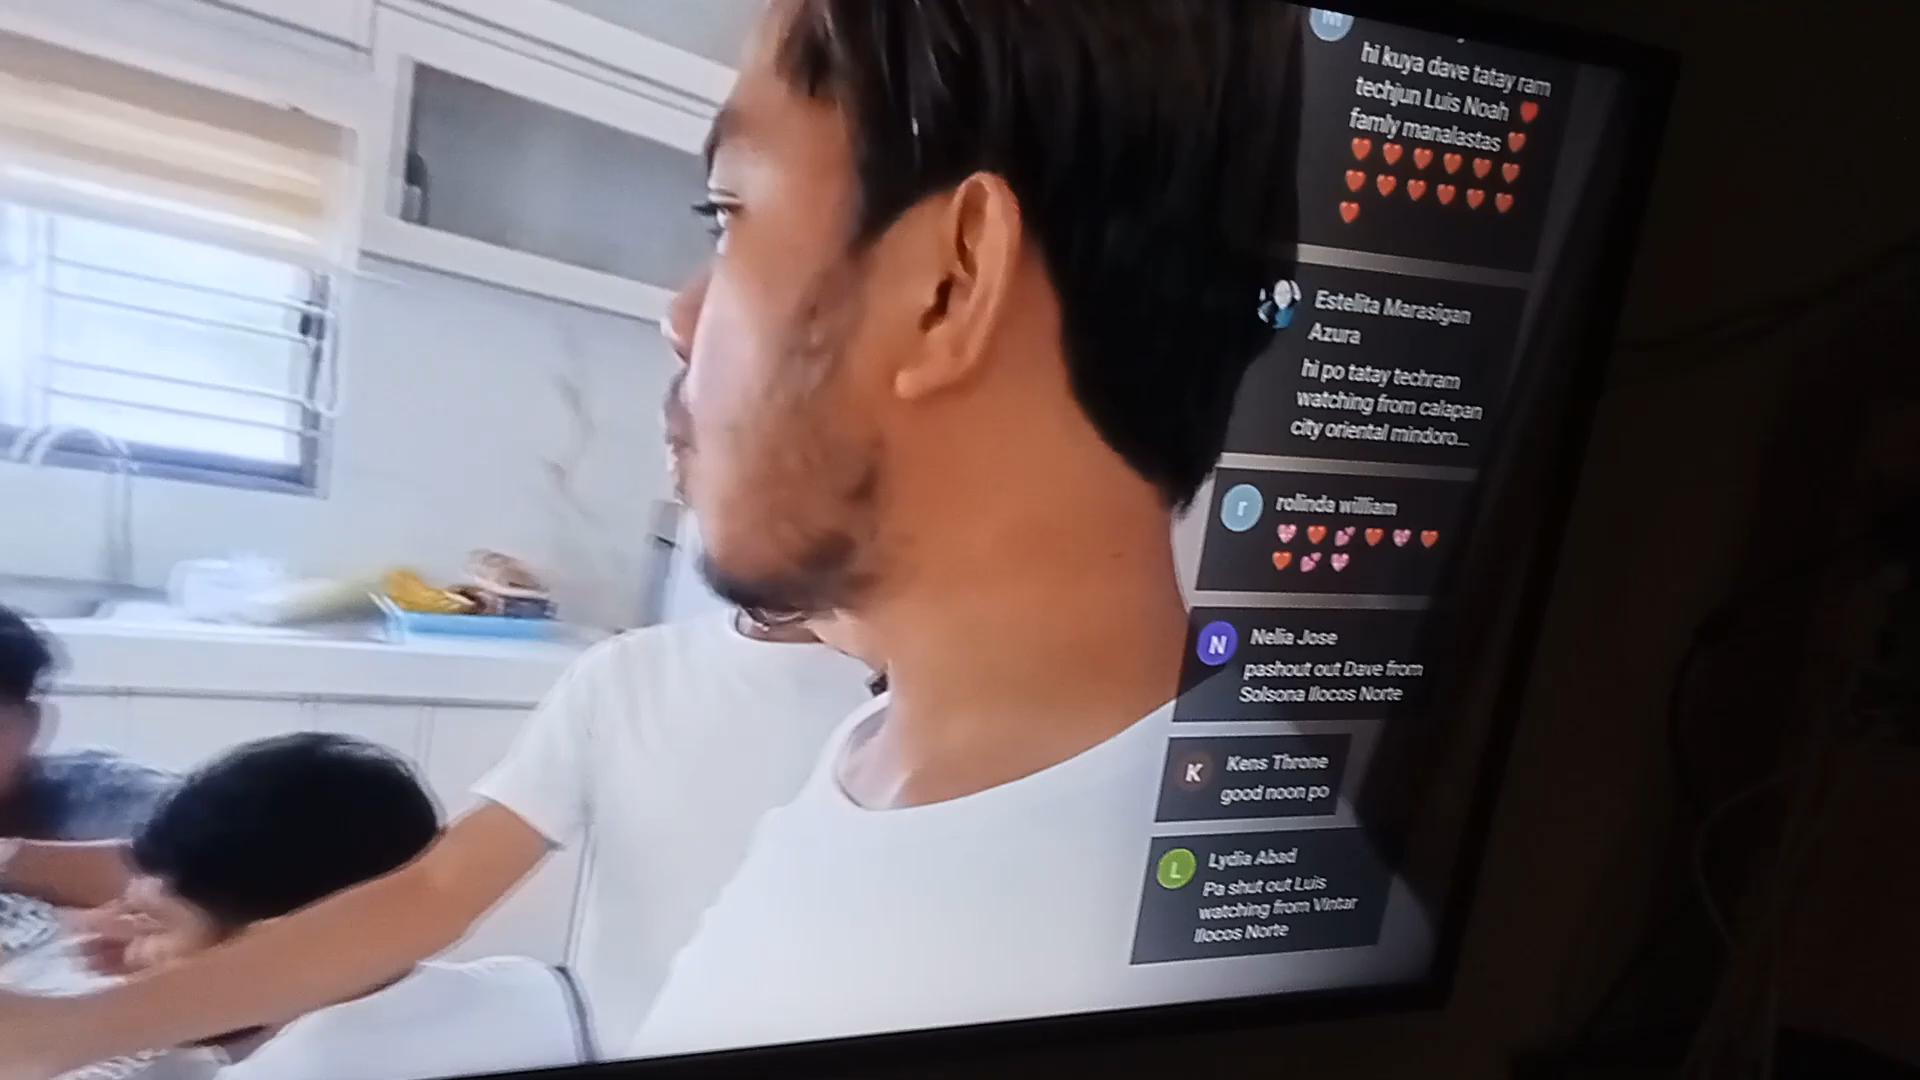 M
hi kuya dave tatay ram
techjun Luis Noah ❤️
famly manalastas ❤️
❤️❤️❤️❤️❤️❤️
❤️❤️❤️❤️❤️❤️
❤️
Estelita Marasigan
Azura
hi po tatay techram
watching from calapan
city oriental mindoro...
r
rolinda william
💖❤️💕❤️💖❤️
❤️💕💖
N
Nelia Jose
pashout out Dave from
Solsona Ilocos Norte
K
Kens Throne
good noon po
L
Lydia Abad
Pa shut out Luis
watching from Vintar
Ilocos Norte